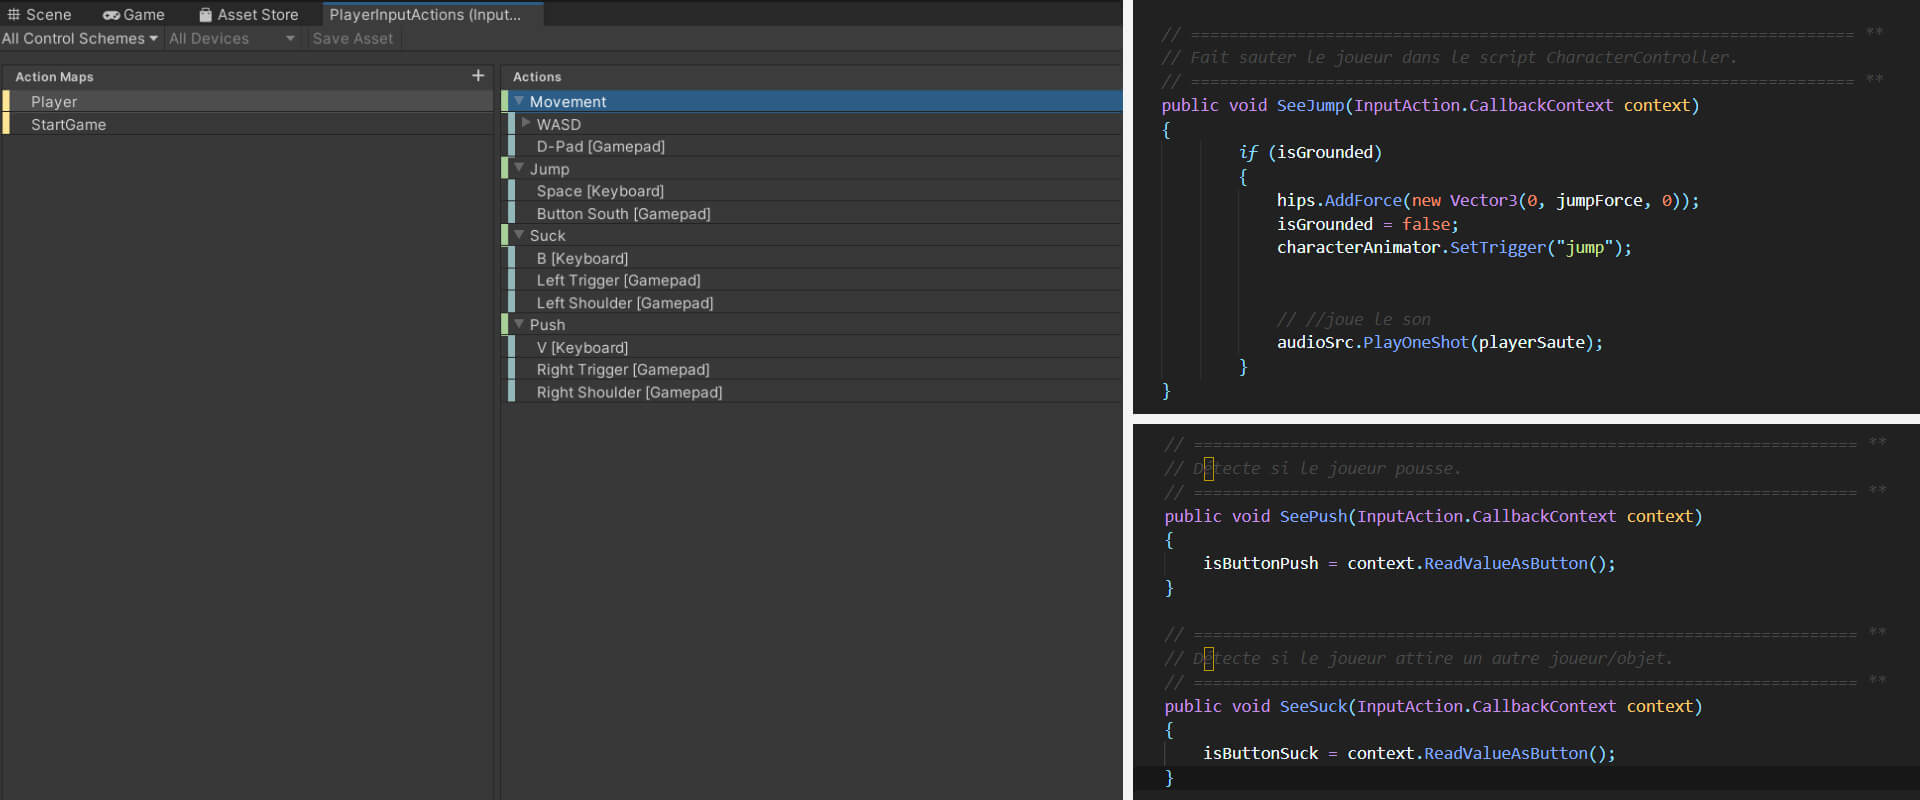 Scene Game Asset Store PlayerInputActions (Input...
All Control Schemes All Devices Save Asset
Action Maps +
Player
StartGame
Actions
Movement
WASD
D-Pad [Gamepad]
Jump
Space [Keyboard]
Button South [Gamepad]
Suck
B [Keyboard]
Left Trigger [Gamepad]
Left Shoulder [Gamepad]
Push
V [Keyboard]
Right Trigger [Gamepad]
Right Shoulder [Gamepad]
// ===================================================================== **
// Fait sauter le joueur dans le script CharacterController.
// ===================================================================== **
public void SeeJump(InputAction.CallbackContext context)
{
if (isGrounded)
{
hips.AddForce(new Vector3(0, jumpForce, 0));
isGrounded = false;
characterAnimator.SetTrigger("jump");
// //joue le son
audioSrc.PlayOneShot(playerSaute);
}
}
// ===================================================================== **
// Détecte si le joueur pousse.
// ===================================================================== **
public void SeePush(InputAction.CallbackContext context)
{
isButtonPush = context.ReadValueAsButton();
}
// ===================================================================== **
// Détecte si le joueur attire un autre joueur/objet.
// ===================================================================== **
public void SeeSuck(InputAction.CallbackContext context)
{
isButtonSuck = context.ReadValueAsButton();
}